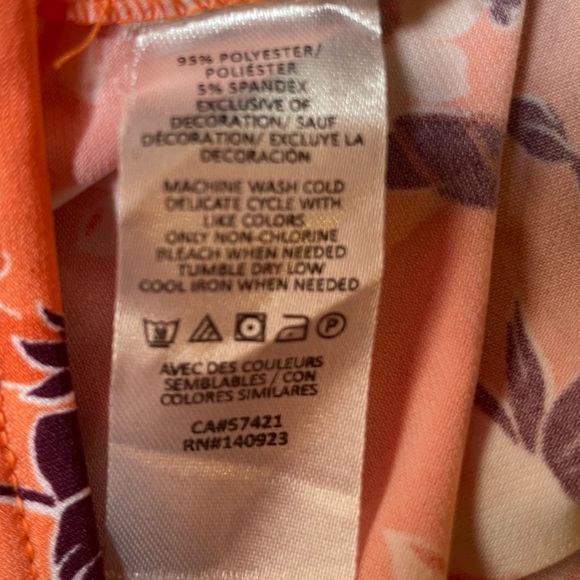 95% POLYESTER/
POLIÉSTER
5% SPANDEX
EXCLUSIVE OF
DECORATION/ SAUF
DÉCORATION/ EXCLUYE LA
DECORACIÓN
MACHINE WASH COLD
DELICATE CYCLE WITH
LIKE COLORS
ONLY NON-CHLORINE
BLEACH WHEN NEEDED
TUMBLE DRY LOW
COOL IRON WHEN NEEDED
P
AVEC DES COULEURS
SEMBLABLES / CON
COLORES SIMILARES
CA#57421
RN#140923